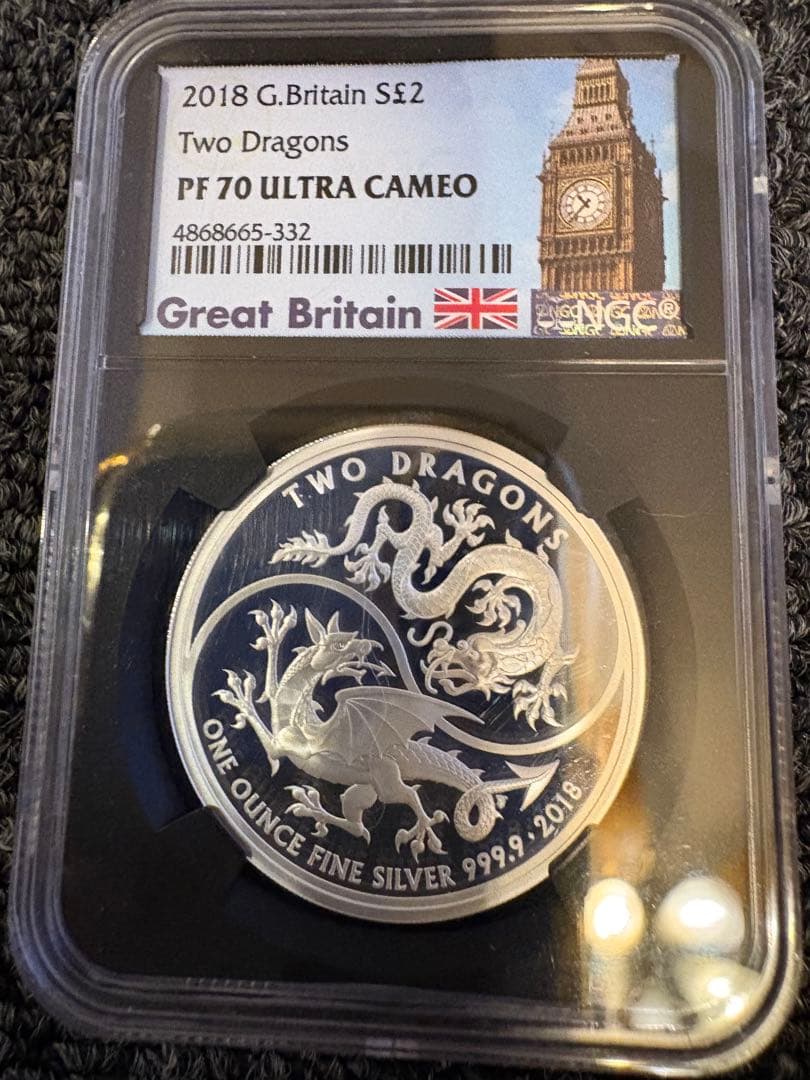 2018 G.Britain S£2
Two Dragons
PF 70 ULTRA CAMEO
4868665-332
Great Britain
NGC®
TWO DRAGONS
ONE OUNCE FINE SILVER 999.9 · 2018